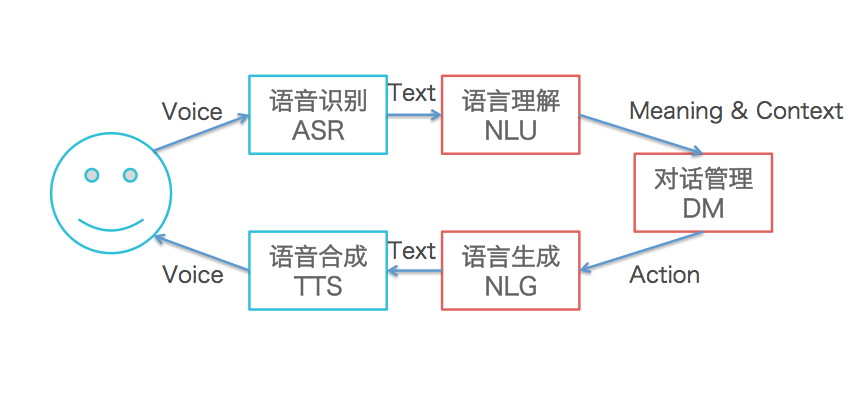 Voice
语音识别
ASR
Text
语言理解
NLU
Meaning & Context
对话管理
DM
Action
语言生成
NLG
Text
语音合成
TTS
Voice